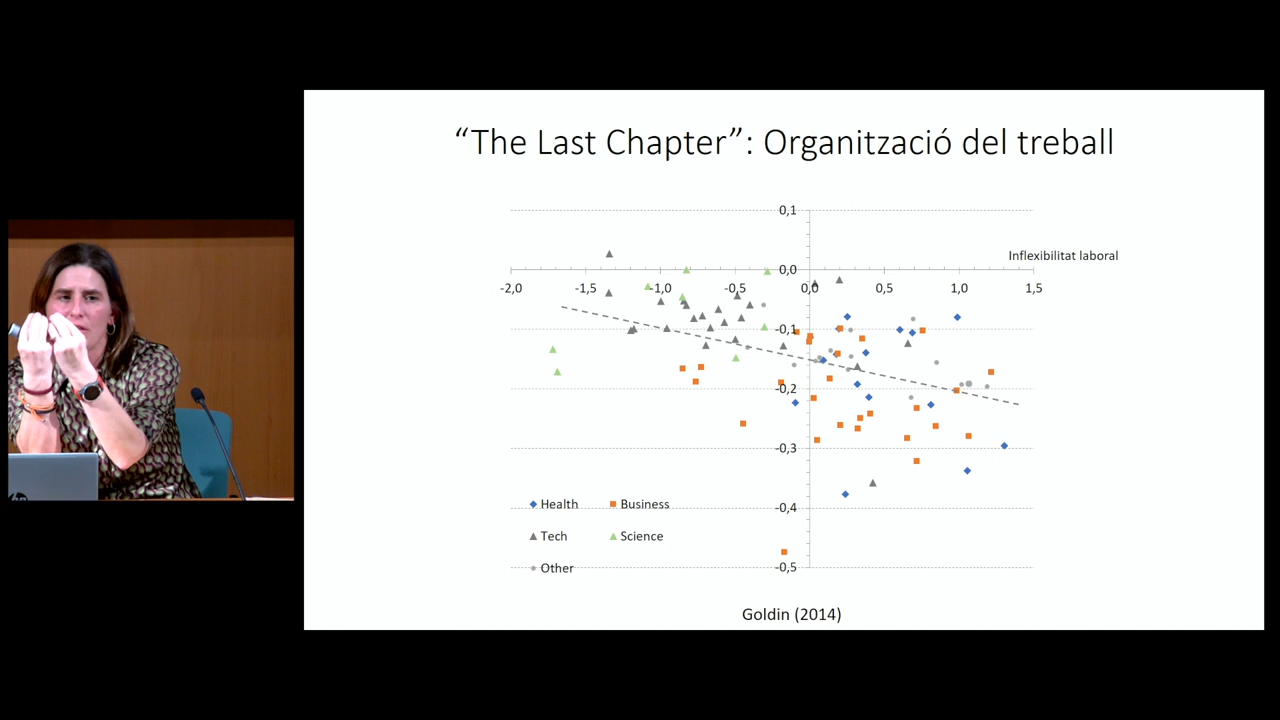 “The Last Chapter”: Organització del treball
0,1
Inflexibilitat laboral
0,0
-2,0 -1,5 -1,0 -0,5 0,0 0,5 1,0 1,5
-0,1
-0,2
-0,3
-0,4
-0,5
Health Business
Tech Science
Other
Goldin (2014)
hp